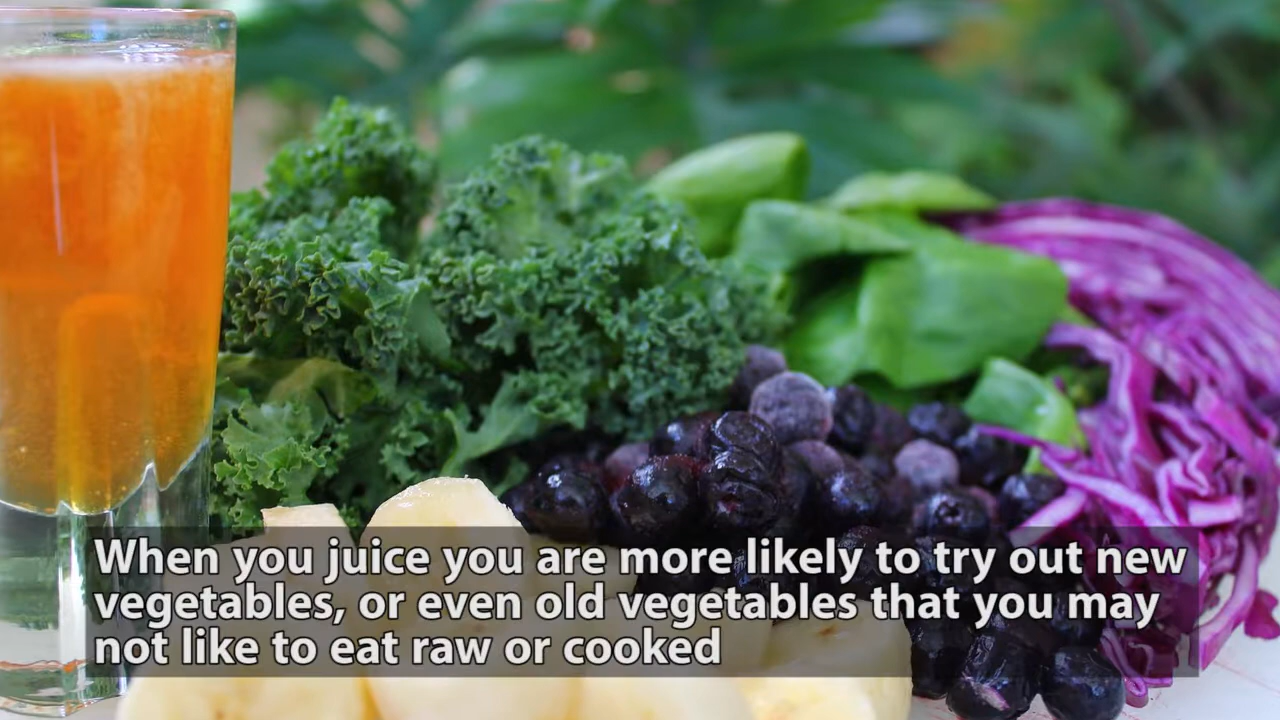 When you juice you are more likely to try out new
vegetables, or even old vegetables that you may
not like to eat raw or cooked